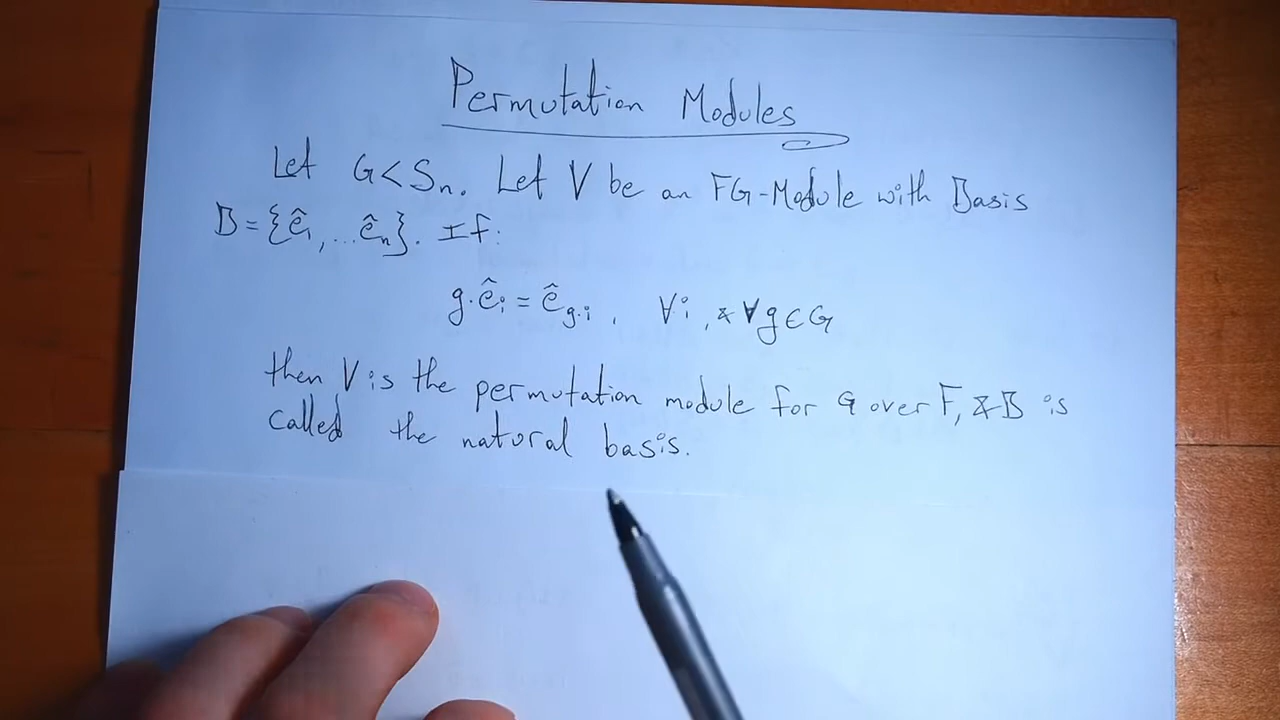 Permutation Modules
Let G<Sₙ. Let V be an FG-Module with Basis
B={ê₁,...êₙ}. If:
g·êᵢ = ê_{g·i}, ∀i, & ∀g∈G
then V is the permutation module for G over F, & B is
called the natural basis.